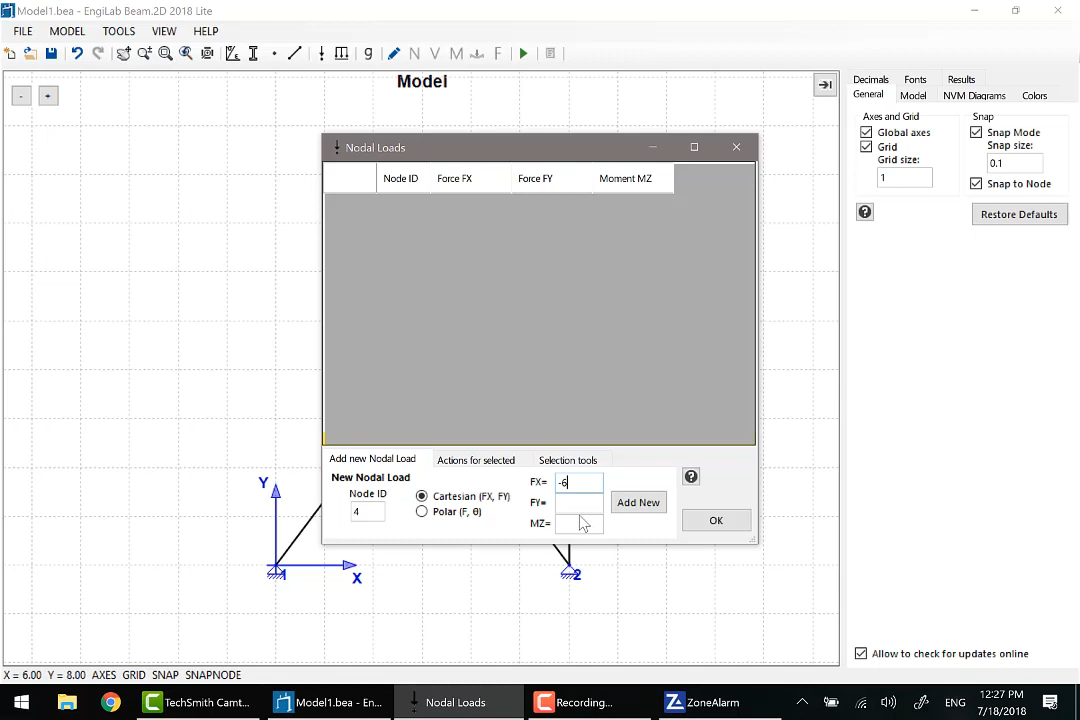 Model1.bea - EngiLab Beam.2D 2018 Lite
FILE MODEL TOOLS VIEW HELP
g N V M F
Model
- +
Decimals Fonts Results
General Model NVM Diagrams Colors
Axes and Grid
Global axes
Grid
Grid size:
1
Snap
Snap Mode
Snap size:
0.1
Snap to Node
Restore Defaults
?
Nodal Loads
Node ID Force FX Force FY Moment MZ
Add new Nodal Load Actions for selected Selection tools
New Nodal Load
Node ID
4
Cartesian (FX, FY)
Polar (F, θ)
FX= -6
FY=
MZ=
Add New
?
OK
Y
X
1
2
Allow to check for updates online
X = 6.00 Y = 8.00 AXES GRID SNAP SNAPNODE
TechSmith Camt... Model1.bea - En... Nodal Loads Recording... ZoneAlarm
ENG
12:27 PM
7/18/2018